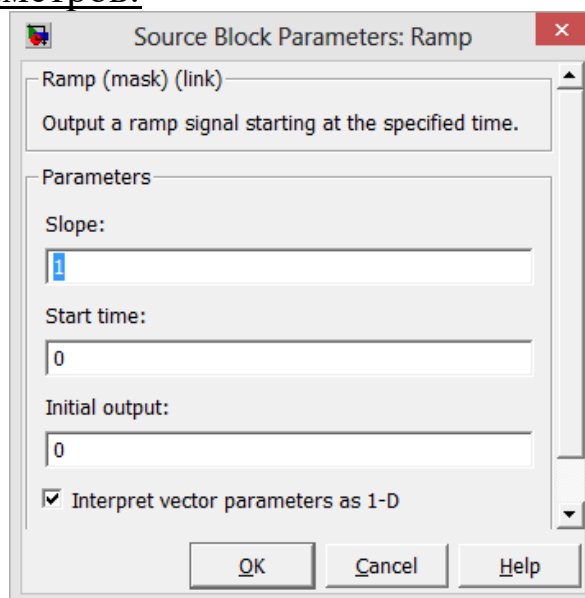 Source Block Parameters: Ramp
Ramp (mask) (link)
Output a ramp signal starting at the specified time.
Parameters
Slope:
1
Start time:
0
Initial output:
0
Interpret vector parameters as 1-D
OK Cancel Help